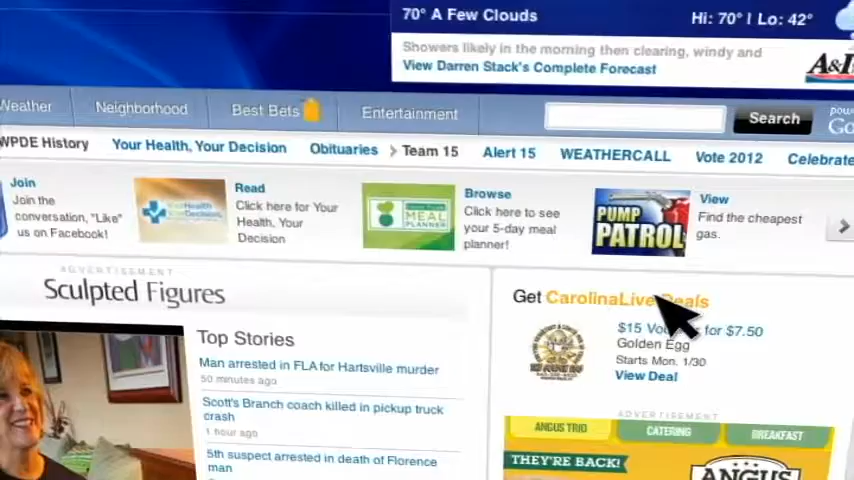 70° A Few Clouds
Hi: 70° I Lo: 42°
Showers likely in the morning then clearing, windy and
View Darren Stack's Complete Forecast
Weather
Neighborhood
Best Bets
Entertainment
Search
WPDE History
Your Health, Your Decision
Obituaries
Team 15
Alert 15
WEATHERCALL
Vote 2012
Celebrate
Join
Join the
conversation, "Like"
us on Facebook!
Read
Click here for Your
Health, Your
Decision
MEAL
PLANNER
Browse
Click here to see
your 5-day meal
planner!
PUMP
PATROL
View
Find the cheapest
gas.
ADVERTISEMENT
Sculpted Figures
Top Stories
Man arrested in FLA for Hartsville murder
50 minutes ago
Scott's Branch coach killed in pickup truck
crash
1 hour ago
5th suspect arrested in death of Florence
man
Get CarolinaLive Deals
$15 Vou for $7.50
Golden Egg
Starts Mon. 1/30
View Deal
ADVERTISEMENT
ANGUS TRIO
CATERING
BREAKFAST
THEY'RE BACK!
ANGUS